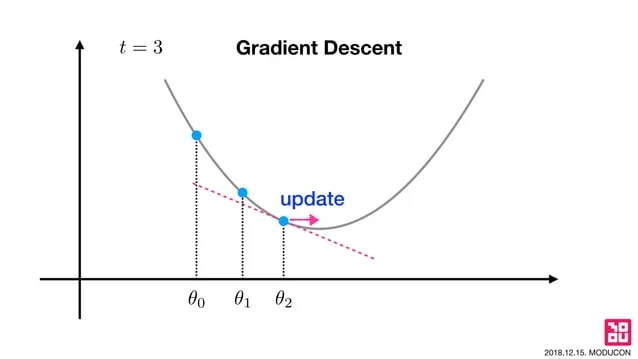 t = 3
Gradient Descent
update
θ₀ θ₁ θ₂
2018.12.15. MODUCON